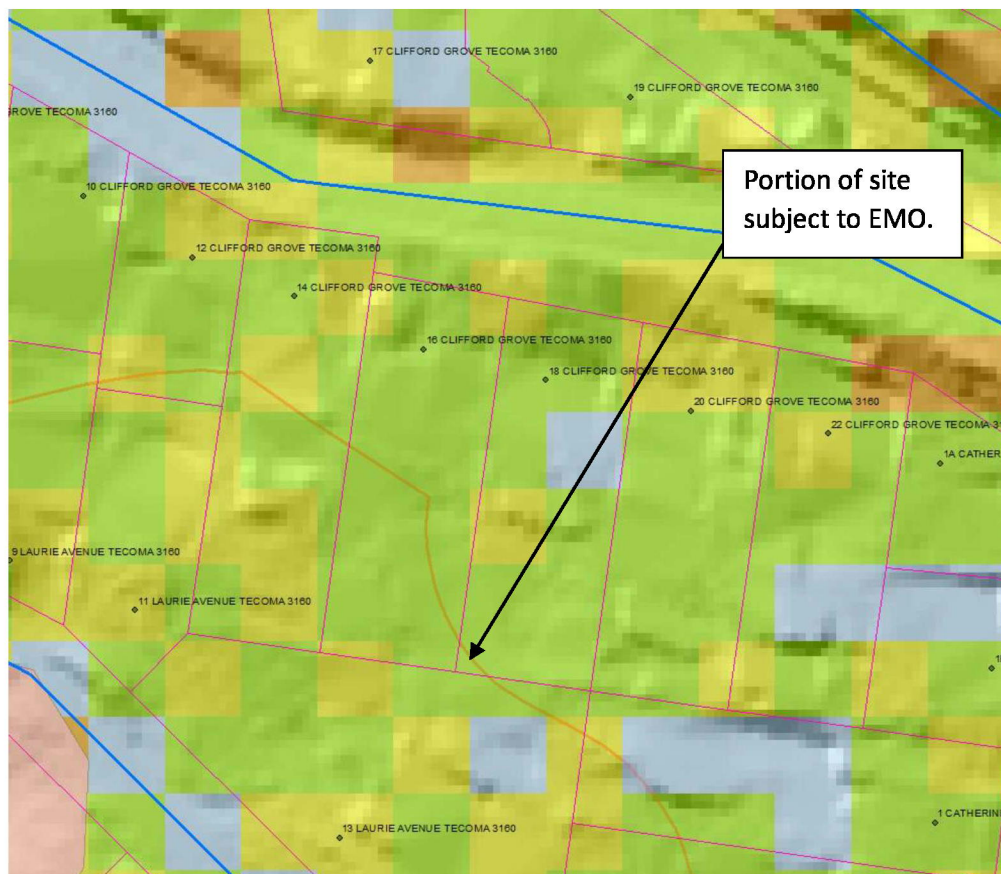 17 CLIFFORD GROVE TECOMA 3160
19 CLIFFORD GROVE TECOMA 3160
GROVE TECOMA 3160
Portion of site
subject to EMO.
10 CLIFFORD GROVE TECOMA 3160
12 CLIFFORD GROVE TECOMA 3160
14 CLIFFORD GROVE TECOMA 3160
16 CLIFFORD GROVE TECOMA 3160
18 CLIFFORD GROVE TECOMA 3160
20 CLIFFORD GROVE TECOMA 3160
22 CLIFFORD GROVE TECOMA 3
1A CATHER
9 LAURIE AVENUE TECOMA 3160
11 LAURIE AVENUE TECOMA 3160
13 LAURIE AVENUE TECOMA 3160
1 CATHERIN